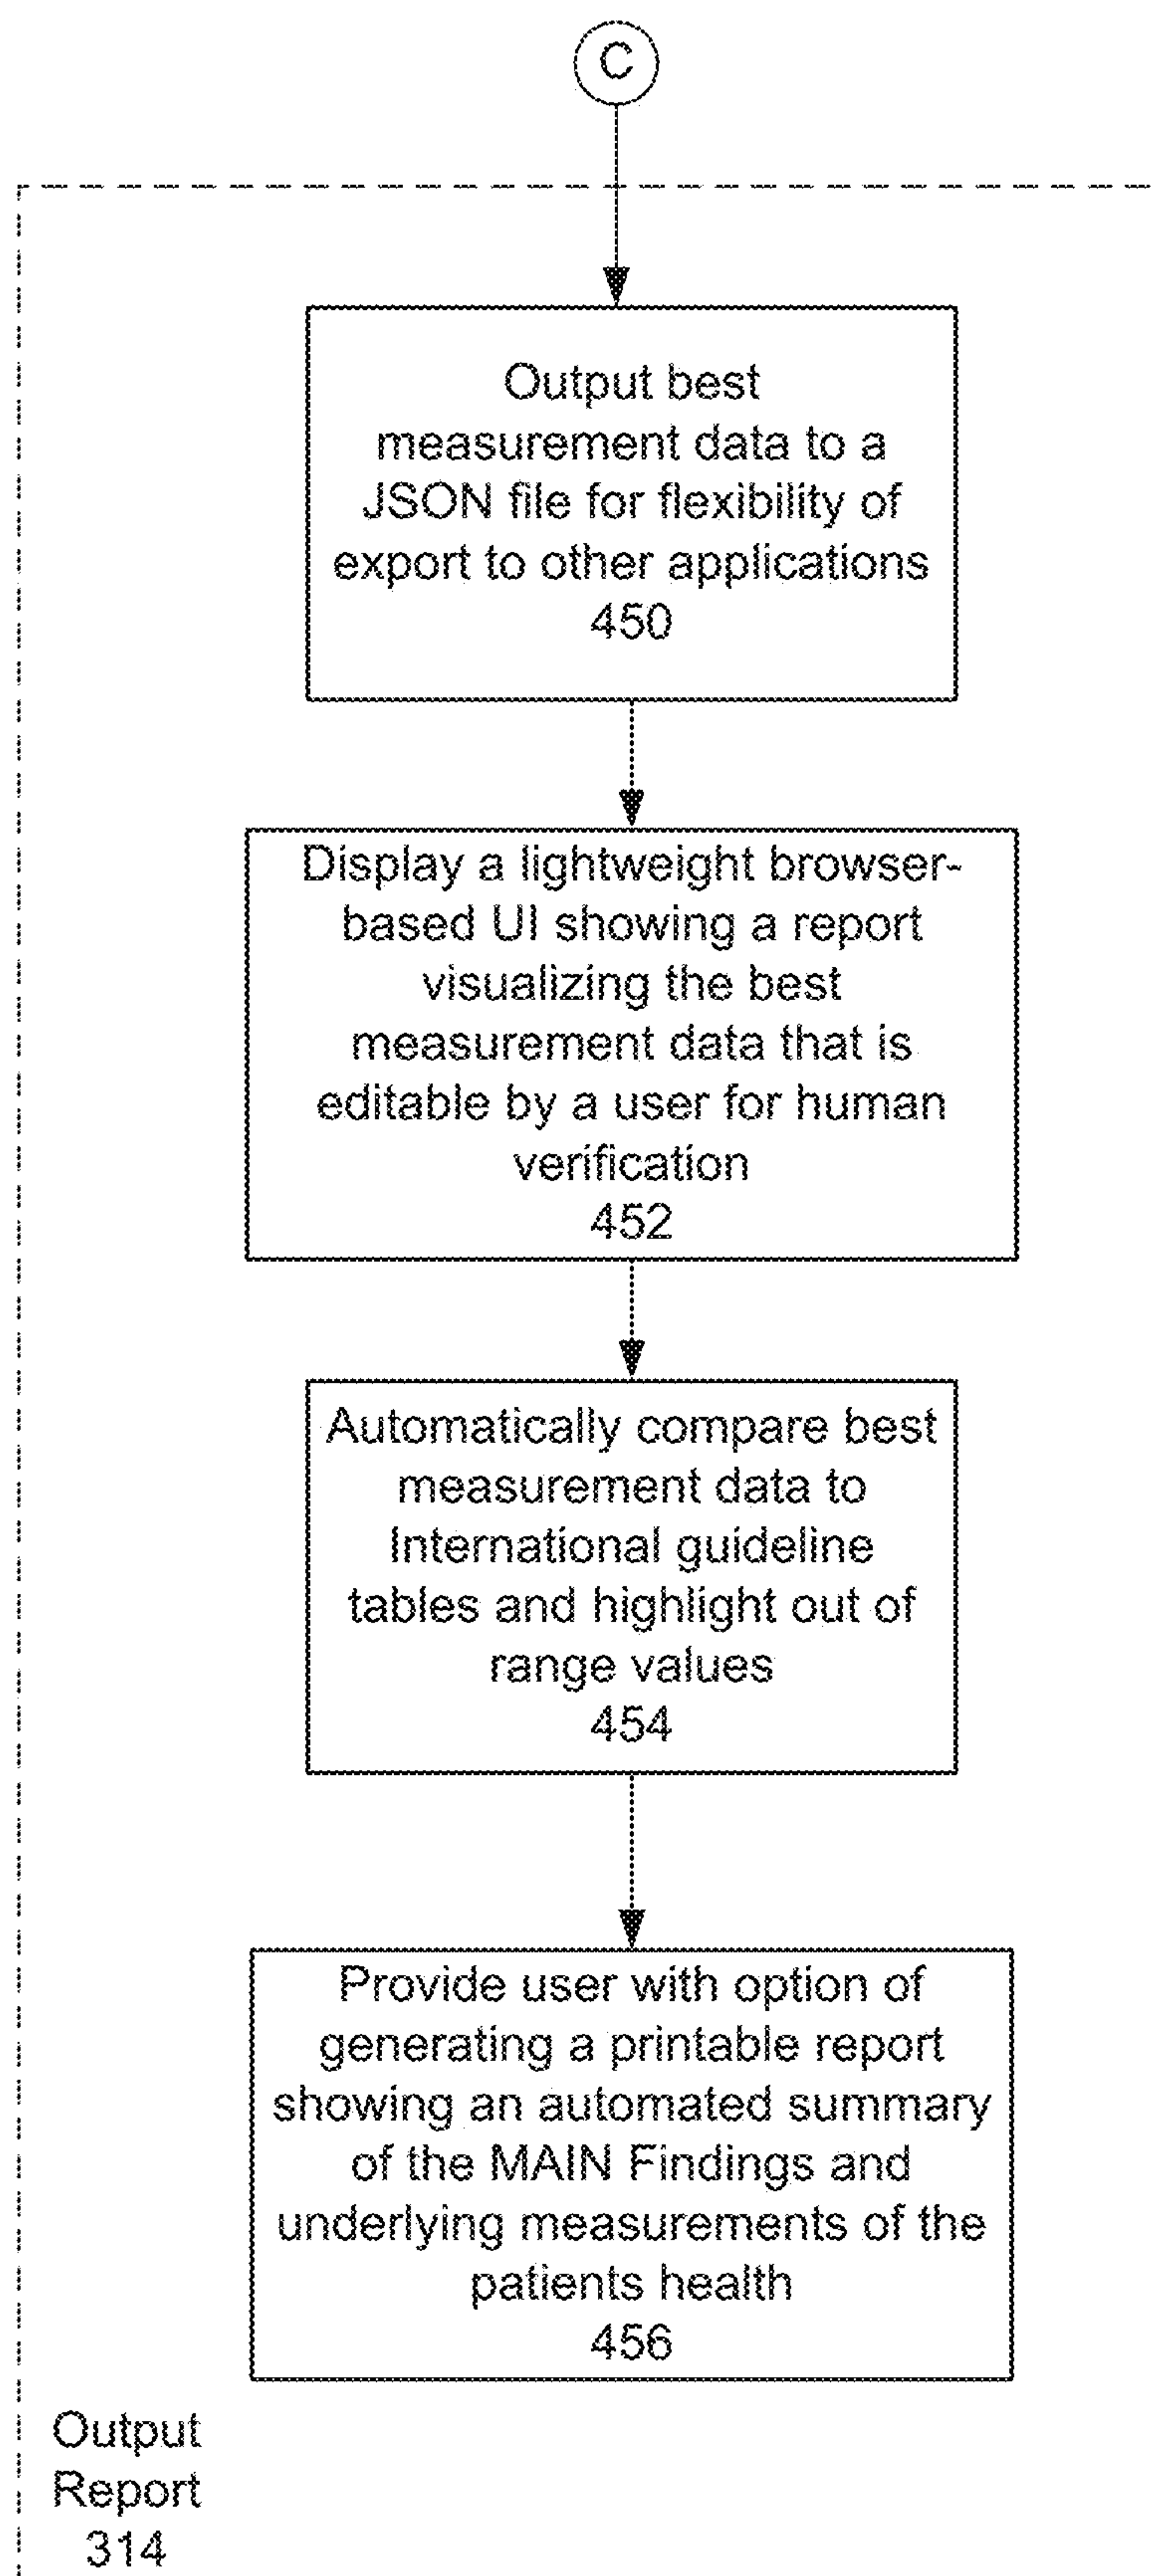 C
Output best
measurement data to a
JSON file for flexibility of
export to other applications
450
Display a lightweight browser-
based UI showing a report
visualizing the best
measurement data that is
editable by a user for human
verification
452
Automatically compare best
measurement data to
International guideline
tables and highlight out of
range values
454
Provide user with option of
generating a printable report
showing an automated summary
of the MAIN Findings and
underlying measurements of the
patients health
456
Output
Report
314